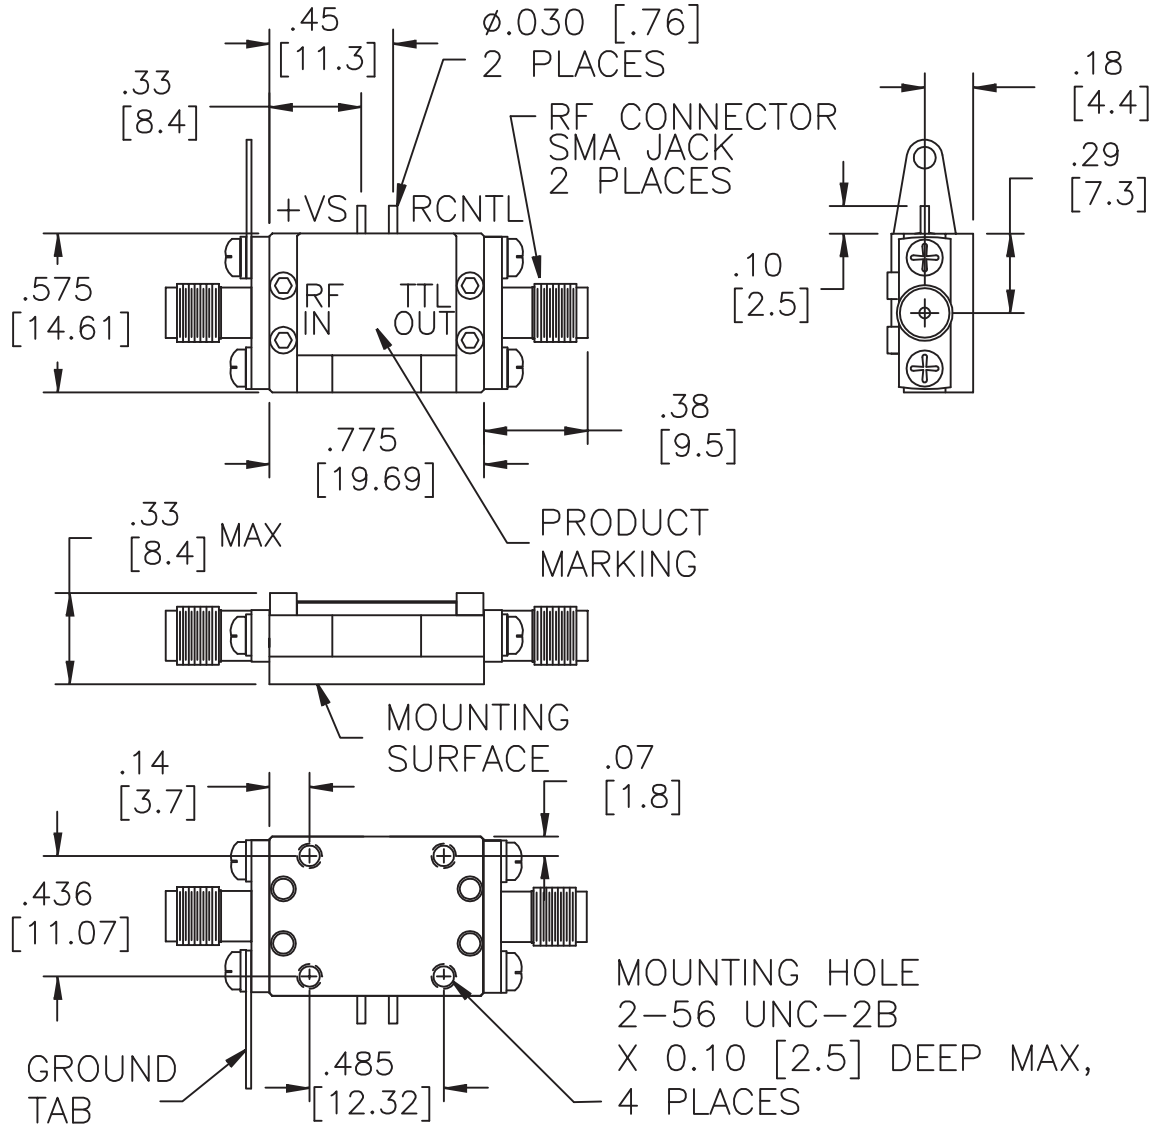 .45
[11.3]
ø.030 [.76]
2 PLACES
.33
[8.4]
RF CONNECTOR
SMA JACK
2 PLACES
.18
[4.4]
.29
[7.3]
+VS
RCNTL
.10
[2.5]
.575
[14.61]
RF
IN
TTL
OUT
.38
[9.5]
.775
[19.69]
.33
[8.4] MAX
PRODUCT
MARKING
MOUNTING
SURFACE
.14
[3.7]
.07
[1.8]
.436
[11.07]
MOUNTING HOLE
2-56 UNC-2B
X 0.10 [2.5] DEEP MAX,
4 PLACES
GROUND
TAB
.485
[12.32]